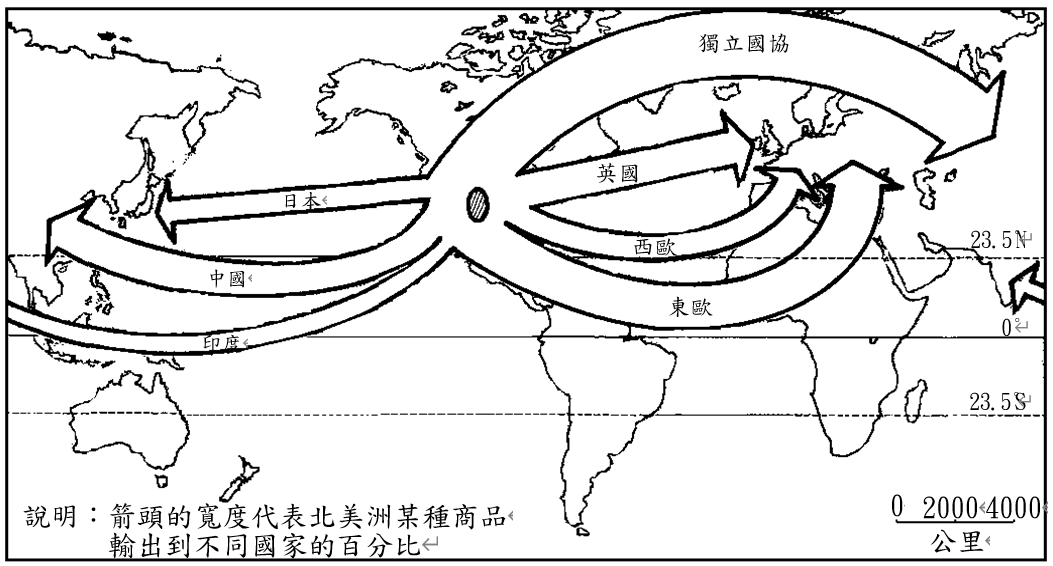 獨立國協
英國
日本
西歐
23.5N
中國
東歐
0°
印度
23.5S
說明：箭頭的寬度代表北美洲某種商品
輸出到不同國家的百分比
0 2000 4000
公里